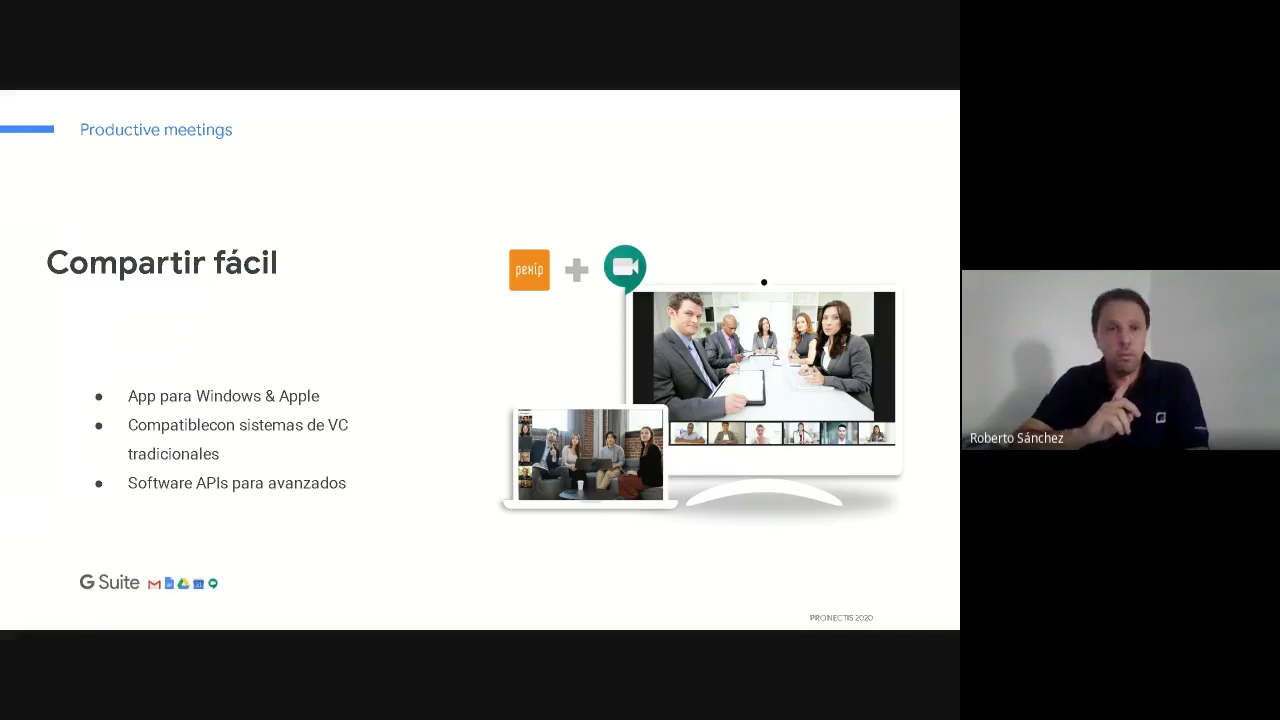 Productive meetings
Compartir fácil
pexip
App para Windows & Apple
Compatiblecon sistemas de VC
tradicionales
Software APIs para avanzados
G Suite
PROINECTIS 2020
Roberto Sánchez